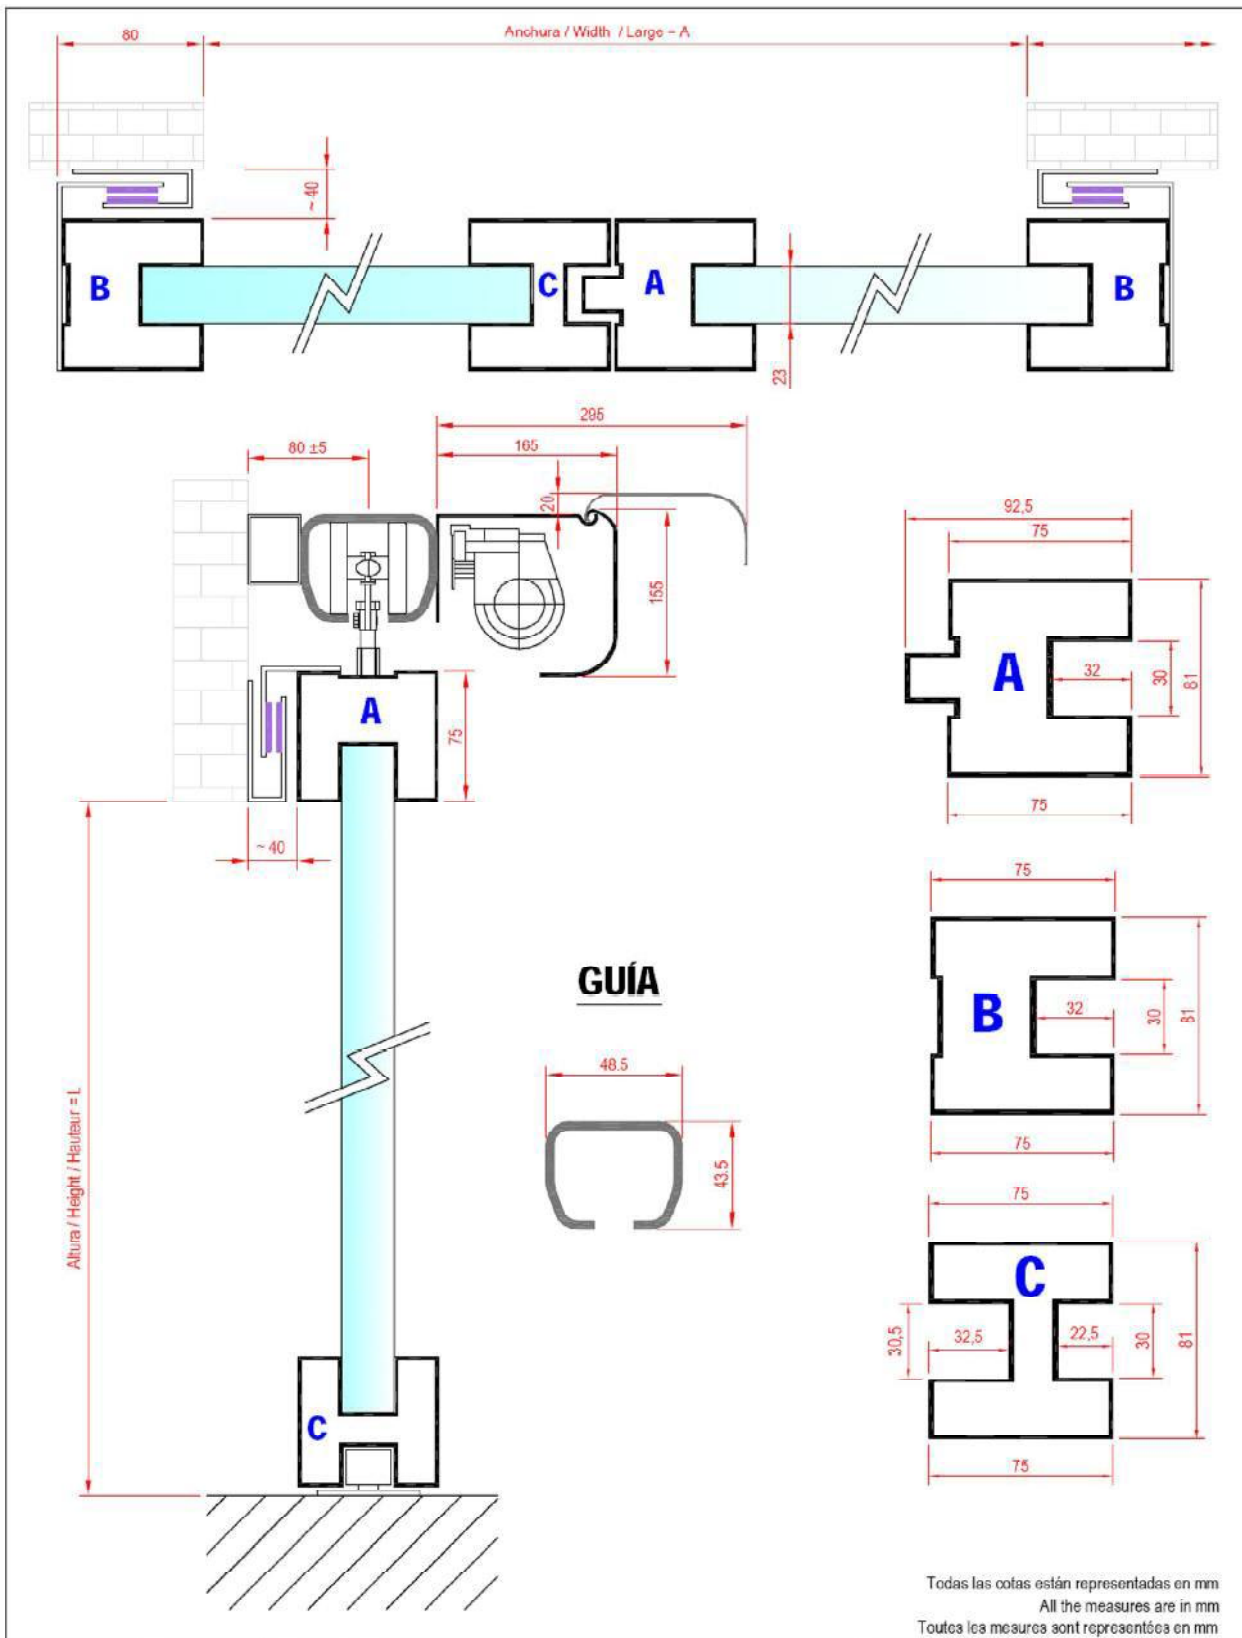 80
Anchura / Width / Large = A
~ 40
B
C
A
B
23
295
80 ±5
165
20
155
A
75
~ 40
92,5
75
A
32
30
81
75
75
B
32
30
81
75
GUÍA
48.5
43.5
Altura / Height / Hauteur = L
75
C
30,5
32,5
22,5
30
81
75
C
Todas las cotas están representadas en mm
All the measures are in mm
Toutes les mesures sont representées en mm